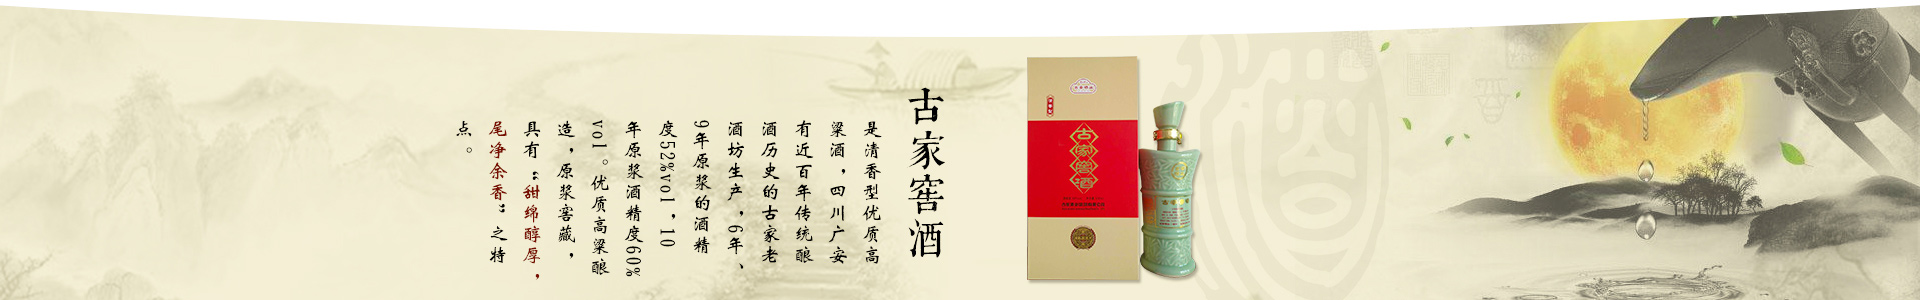 古家窖酒
是清香型优质高
粱酒，四川广安
有近百年传统酿
酒历史的古家老
酒坊生产，6年、
9年原浆的酒精
度52%vol，10
年原浆酒精度60%
vol。优质高粱酿
造，原浆窖藏，
具有“甜绵醇厚，
尾净余香”之特
点。
古家窖酒